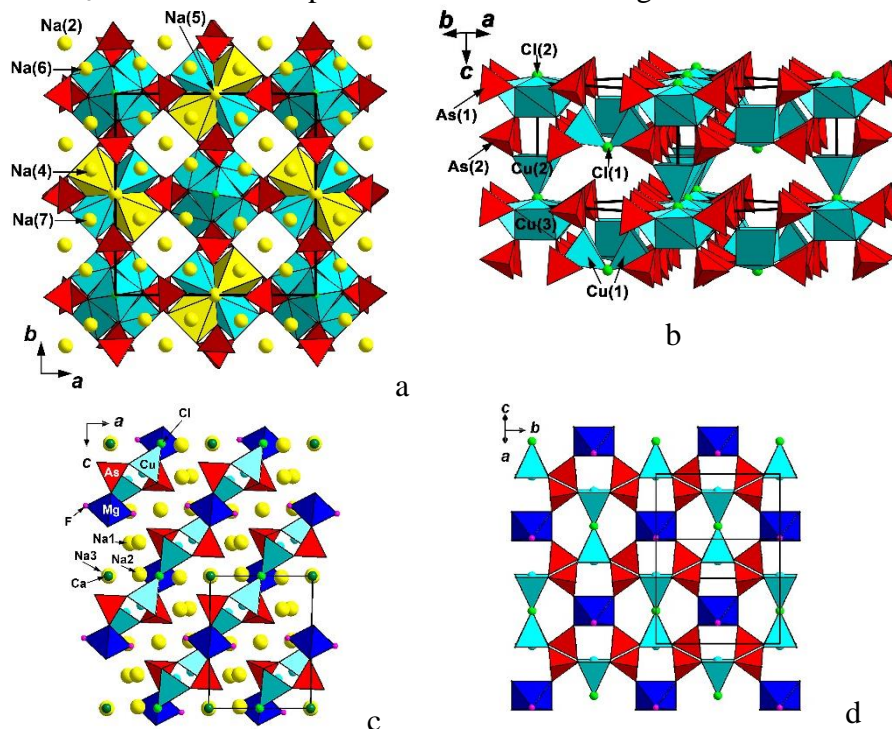 Na(2)
Na(5)
Na(6)
Na(4)
Na(7)
b
a
a
b
a
c
Cl(2)
As(1)
As(2)
Cu(2)
Cl(1)
Cu(3)
Cu(1)
b
a
c
Cl
As
Cu
F
Mg
Na1
Na3
Na2
Ca
c
c
b
a
d